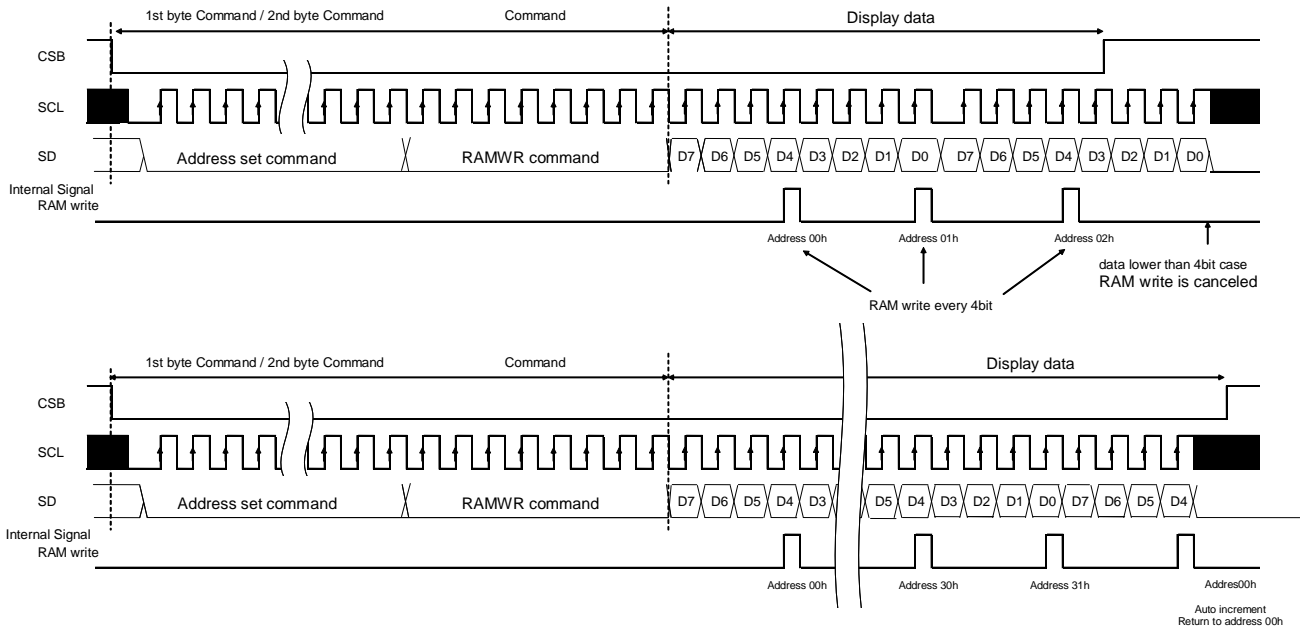 1st byte Command / 2nd byte Command Command Display data
CSB
SCL
SD Address set command RAMWR command D7 D6 D5 D4 D3 D2 D1 D0 D7 D6 D5 D4 D3 D2 D1 D0
Internal Signal
RAM write
Address 00h Address 01h Address 02h
data lower than 4bit case
RAM write is canceled
RAM write every 4bit
1st byte Command / 2nd byte Command Command Display data
CSB
SCL
SD Address set command RAMWR command D7 D6 D5 D4 D3 D5 D4 D3 D2 D1 D0 D7 D6 D5 D4
Internal Signal
RAM write
Address 00h Address 30h Address 31h Addres00h
Auto increment
Return to address 00h